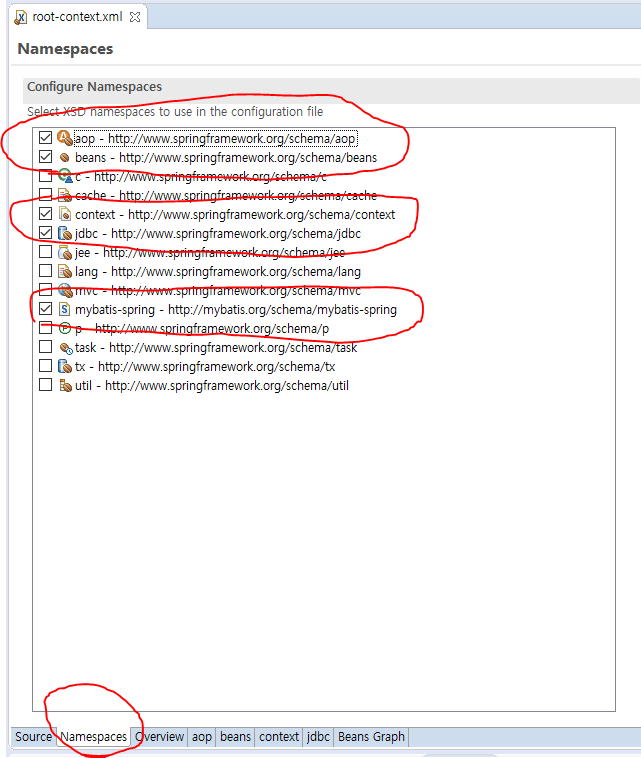 root-context.xml
Namespaces
Configure Namespaces
Select XSD namespaces to use in the configuration file
aop - http://www.springframework.org/schema/aop
beans - http://www.springframework.org/schema/beans
c - http://www.springframework.org/schema/c
cache - http://www.springframework.org/schema/cache
context - http://www.springframework.org/schema/context
jdbc - http://www.springframework.org/schema/jdbc
jee - http://www.springframework.org/schema/jee
lang - http://www.springframework.org/schema/lang
mvc - http://www.springframework.org/schema/mvc
mybatis-spring - http://mybatis.org/schema/mybatis-spring
p - http://www.springframework.org/schema/p
task - http://www.springframework.org/schema/task
tx - http://www.springframework.org/schema/tx
util - http://www.springframework.org/schema/util
Source Namespaces Overview aop beans context jdbc Beans Graph